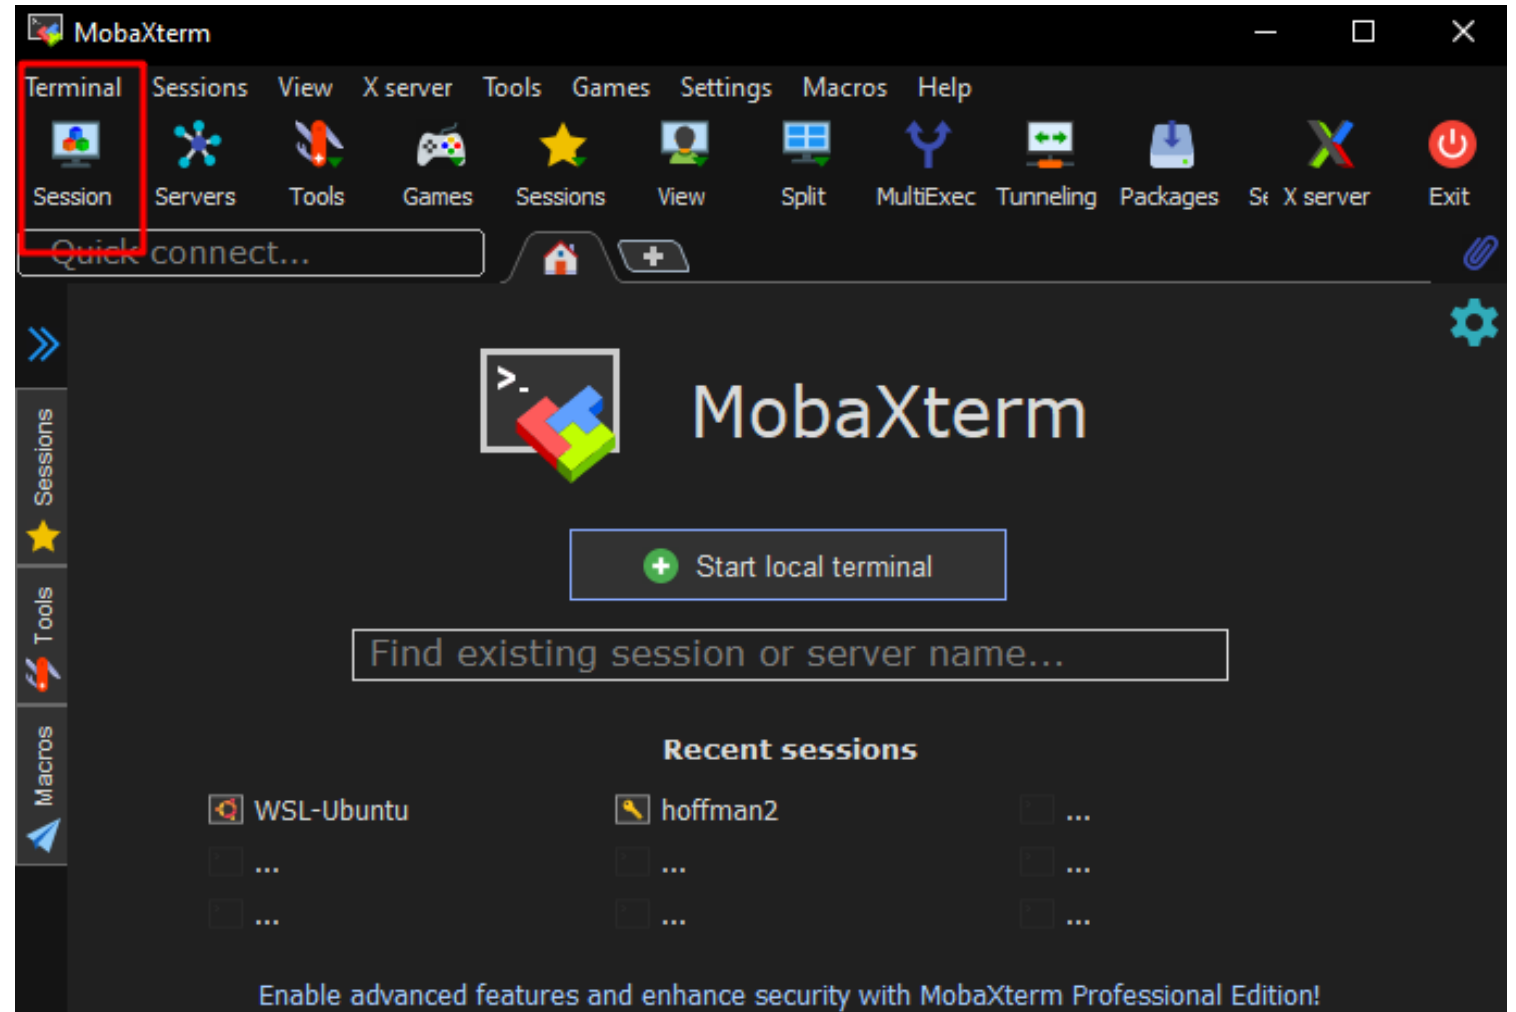 MobaXterm
Terminal Sessions View X server Tools Games Settings Macros Help
Session Servers Tools Games Sessions View Split MultiExec Tunneling Packages Se X server Exit
Quick connect...
>_ MobaXterm
Sessions
Start local terminal
Tools
Find existing session or server name...
Macros
Recent sessions
WSL-Ubuntu hoffman2 ...
... ... ...
... ... ...
Enable advanced features and enhance security with MobaXterm Professional Edition!